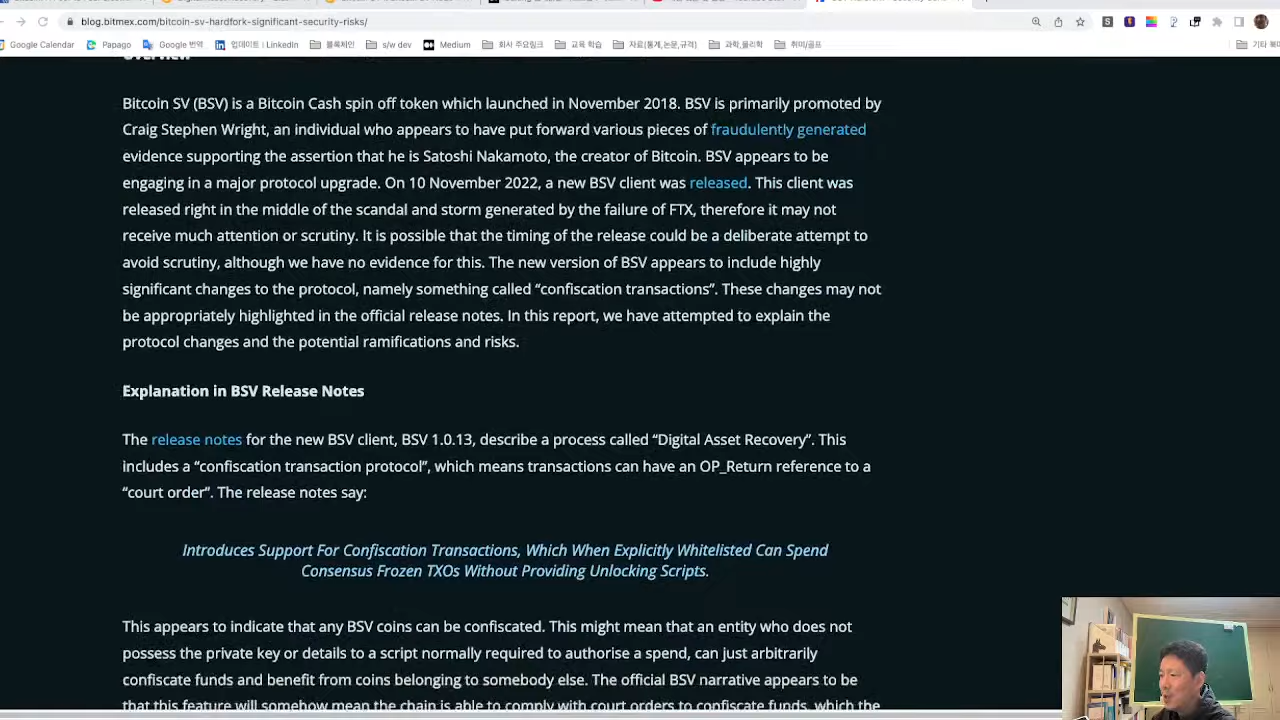 blog.bitmex.com/bitcoin-sv-hardfork-significant-security-risks/
Google Calendar
Papago
Google 번역
업데이트 | LinkedIn
블록체인
s/w dev
Medium
회사 주요링크
교육 학습
자료(통계,논문,규격)
과학,물리학
취미/골프
Overview
Bitcoin SV (BSV) is a Bitcoin Cash spin off token which launched in November 2018. BSV is primarily promoted by
Craig Stephen Wright, an individual who appears to have put forward various pieces of fraudulently generated
evidence supporting the assertion that he is Satoshi Nakamoto, the creator of Bitcoin. BSV appears to be
engaging in a major protocol upgrade. On 10 November 2022, a new BSV client was released. This client was
released right in the middle of the scandal and storm generated by the failure of FTX, therefore it may not
receive much attention or scrutiny. It is possible that the timing of the release could be a deliberate attempt to
avoid scrutiny, although we have no evidence for this. The new version of BSV appears to include highly
significant changes to the protocol, namely something called “confiscation transactions”. These changes may not
be appropriately highlighted in the official release notes. In this report, we have attempted to explain the
protocol changes and the potential ramifications and risks.
Explanation in BSV Release Notes
The release notes for the new BSV client, BSV 1.0.13, describe a process called “Digital Asset Recovery”. This
includes a “confiscation transaction protocol”, which means transactions can have an OP_Return reference to a
“court order”. The release notes say:
Introduces Support For Confiscation Transactions, Which When Explicitly Whitelisted Can Spend
Consensus Frozen TXOs Without Providing Unlocking Scripts.
This appears to indicate that any BSV coins can be confiscated. This might mean that an entity who does not
possess the private key or details to a script normally required to authorise a spend, can just arbitrarily
confiscate funds and benefit from coins belonging to somebody else. The official BSV narrative appears to be
that this feature will somehow mean the chain is able to comply with court orders to confiscate funds, which the